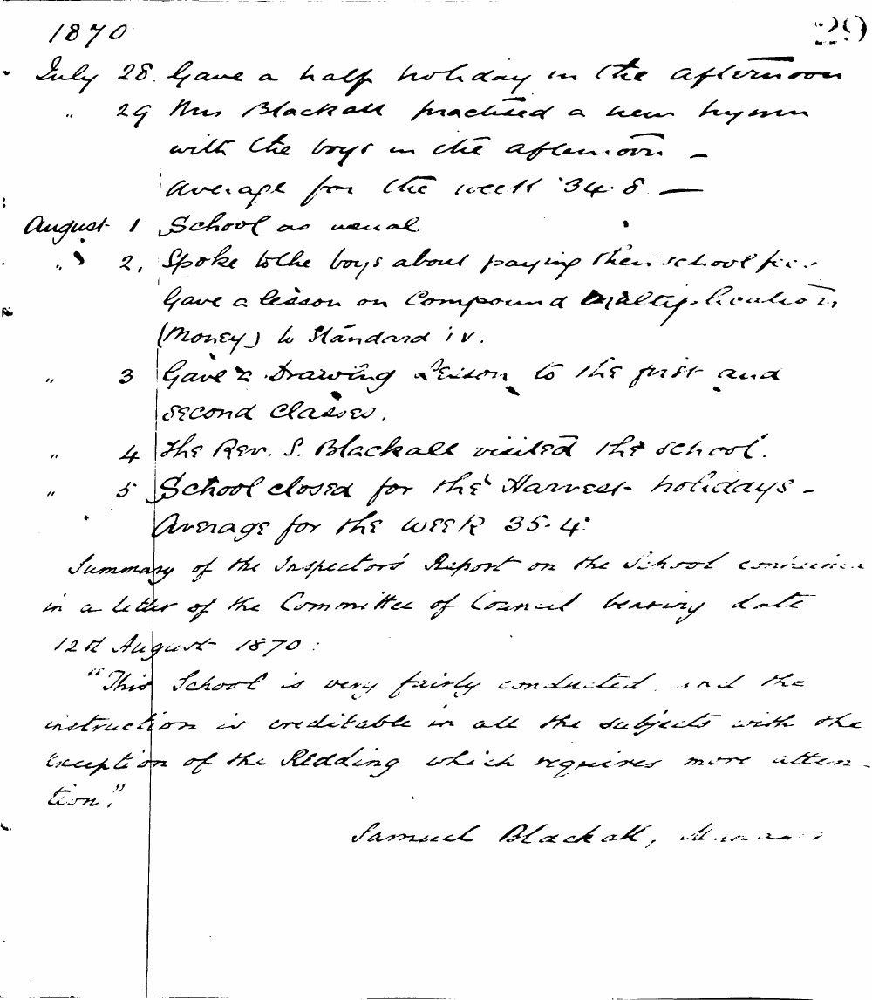 1870 29
July 28. Gave a half holiday in the afternoon
" 29 Mrs Blackall practised a new hymn
with the boys in the afternoon —
Average for the week 34.8 —
August 1 School as usual
" 2, Spoke to the boys about paying their school
Gave a lesson on Compound Multiplication
(Money) to Standard iv.
" 3 Gave a Drawing Lesson to the first and
second classes.
" 4 The Rev. S. Blackall visited the school.
" 5 School closed for the Harvest holidays -
Average for the week 35.4
Summary of the Inspector's Report on the School
in a letter of the Committee of Council bearing date
12th August 1870:
"This School is very fairly conducted and the
instruction is creditable in all the subjects with the
exception of the Reading which requires more atten-
tion."
Samuel Blackall,